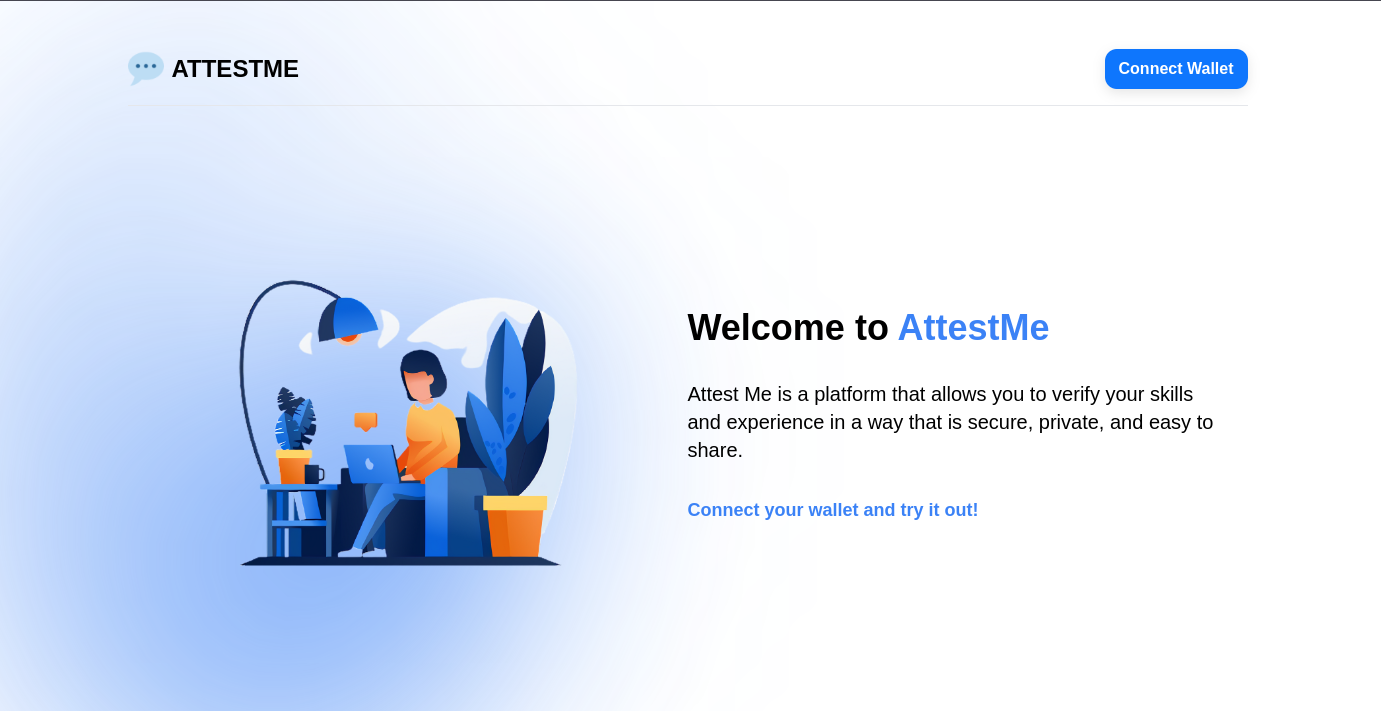 ATTESTME
Connect Wallet
Welcome to AttestMe
Attest Me is a platform that allows you to verify your skills
and experience in a way that is secure, private, and easy to
share.
Connect your wallet and try it out!